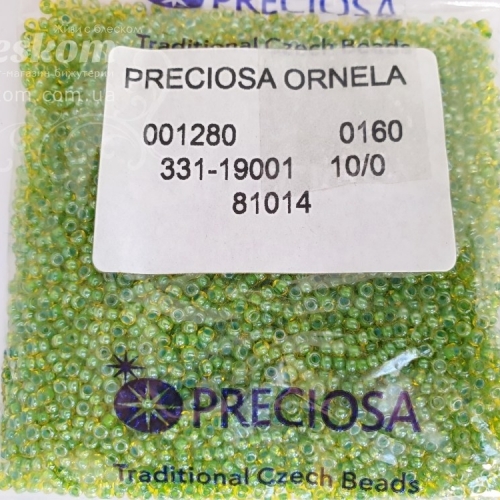 PRECIOSA
Traditional Czech Beads
PRECIOSA ORNELA
001280 0160
331-19001 10/0
81014
PRECIOSA
Traditional Czech Beads